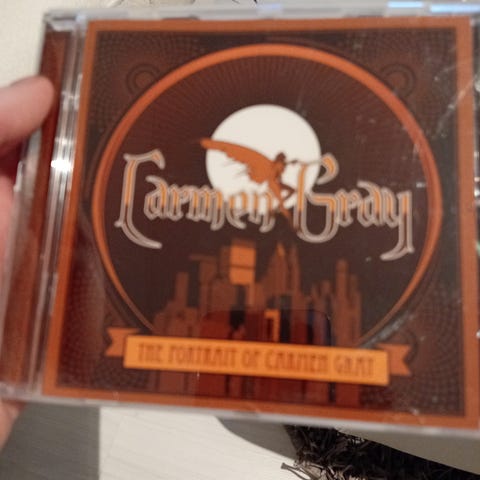 Carmen Gray
THE PORTRAIT OF CARMEN GRAY